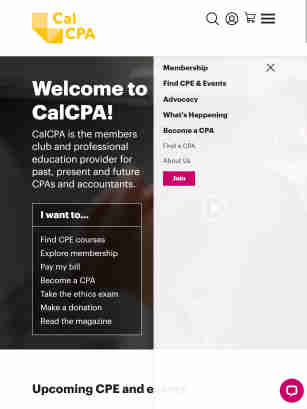 Cal
CPA
Membership
Find CPE & Events
Advocacy
What's Happening
Become a CPA
Find a CPA
About Us
Join
Welcome to
CalCPA!
CalCPA is the members
club and professional
education provider for
past, present and future
CPAs and accountants.
I want to...
Find CPE courses
Explore membership
Pay my bill
Become a CPA
Take the ethics exam
Make a donation
Read the magazine
Upcoming CPE and events